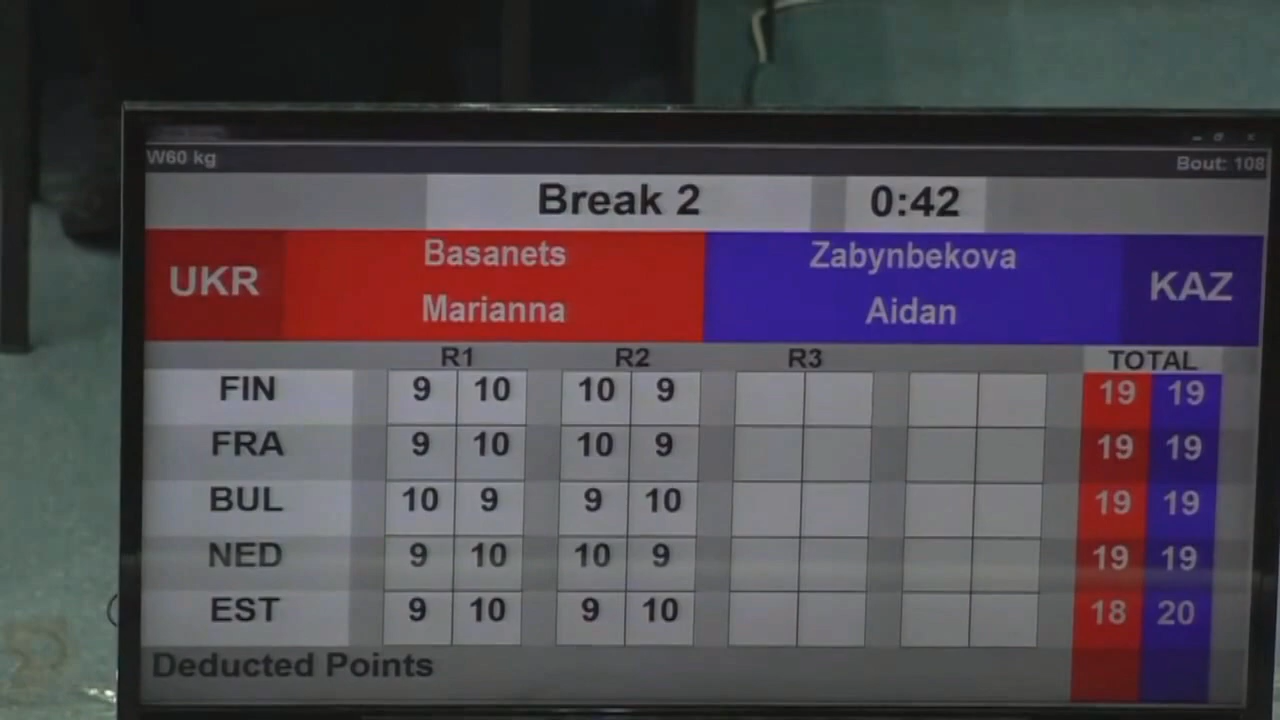 W60 kg Bout: 108
Break 2 0:42
UKR Basanets Marianna Zabynbekova Aidan KAZ
R1 R2 R3 TOTAL
FIN 9 10 10 9 19 19
FRA 9 10 10 9 19 19
BUL 10 9 9 10 19 19
NED 9 10 10 9 19 19
EST 9 10 9 10 18 20
Deducted Points